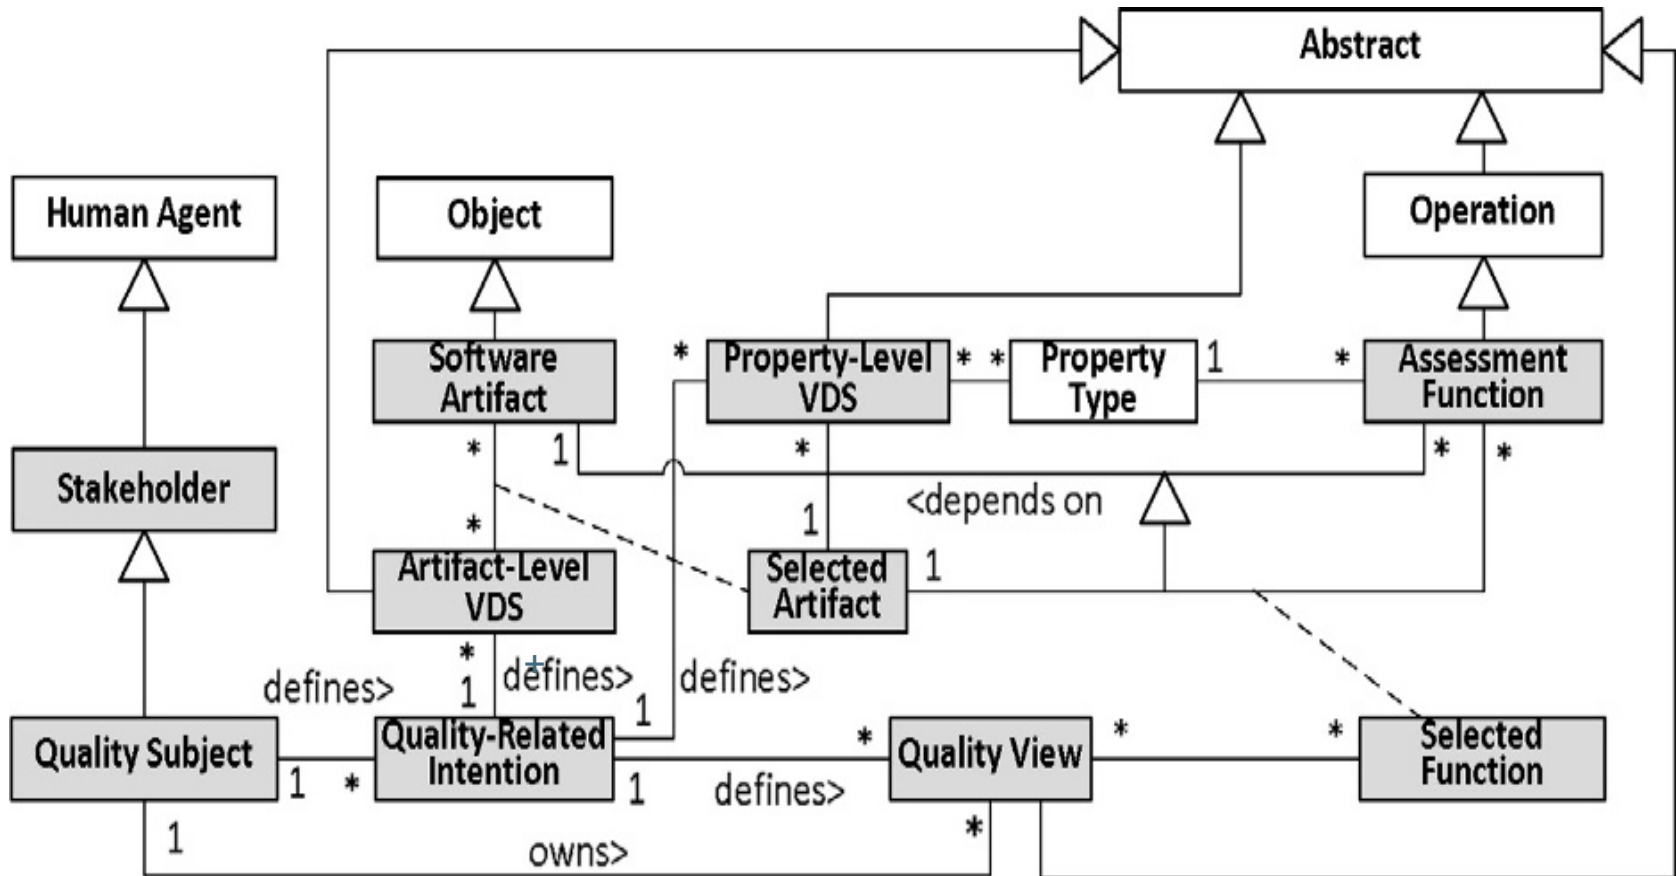 Abstract
Human Agent
Object
Operation
Software
Artifact
* Property-Level
VDS
* * Property
Type
1 * Assessment
Function
* 1 * * *
Stakeholder
<depends on
* 1
Artifact-Level
VDS
Selected
Artifact
1
*
1
defines>
defines>
1
defines>
Quality Subject
Quality-Related
Intention
* Quality View
* * Selected
Function
1 * 1
defines>
1
owns>
*